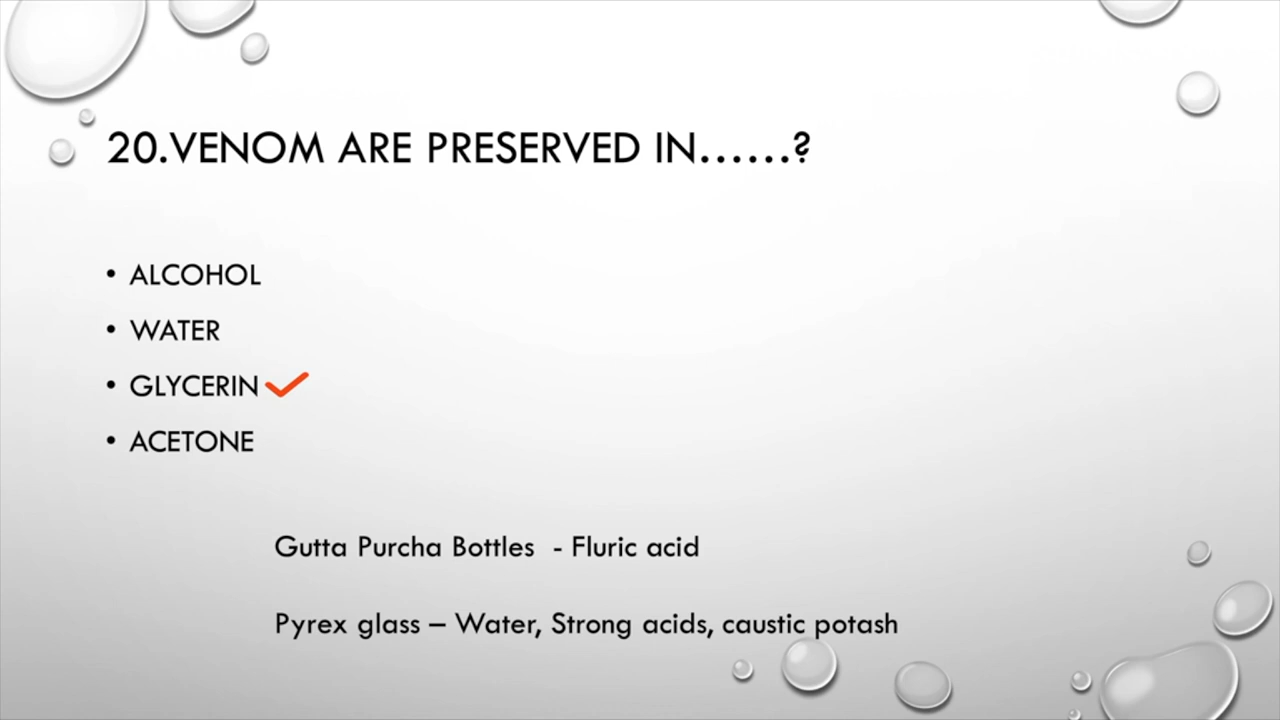 20.VENOM ARE PRESERVED IN......?
• ALCOHOL
• WATER
• GLYCERIN
• ACETONE
Gutta Purcha Bottles - Fluric acid
Pyrex glass – Water, Strong acids, caustic potash